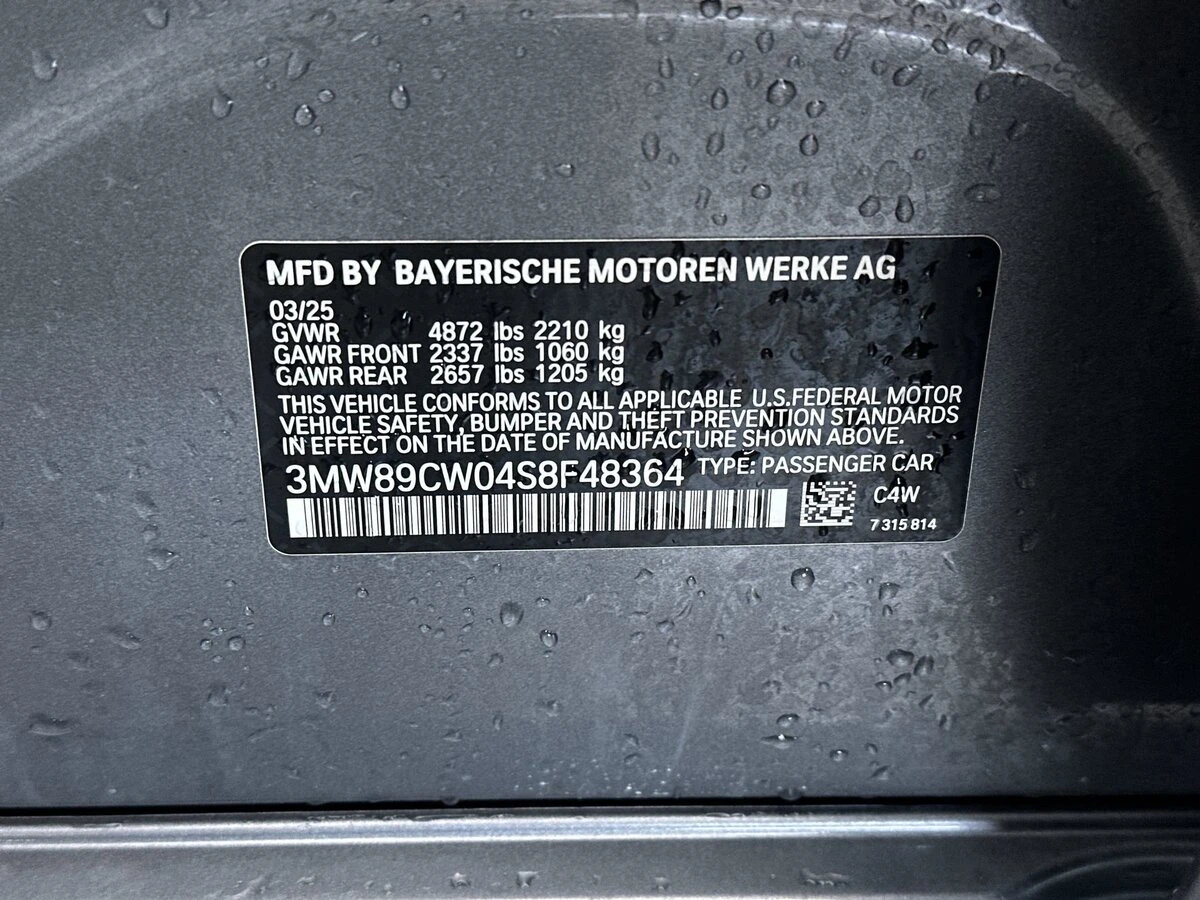 MFD BY BAYERISCHE MOTOREN WERKE AG
03/25
GVWR 4872 lbs 2210 kg
GAWR FRONT 2337 lbs 1060 kg
GAWR REAR 2657 lbs 1205 kg
THIS VEHICLE CONFORMS TO ALL APPLICABLE U.S.FEDERAL MOTOR
VEHICLE SAFETY, BUMPER AND THEFT PREVENTION STANDARDS
IN EFFECT ON THE DATE OF MANUFACTURE SHOWN ABOVE.
3MW89CW04S8F48364 TYPE: PASSENGER CAR
C4W
7 315 814